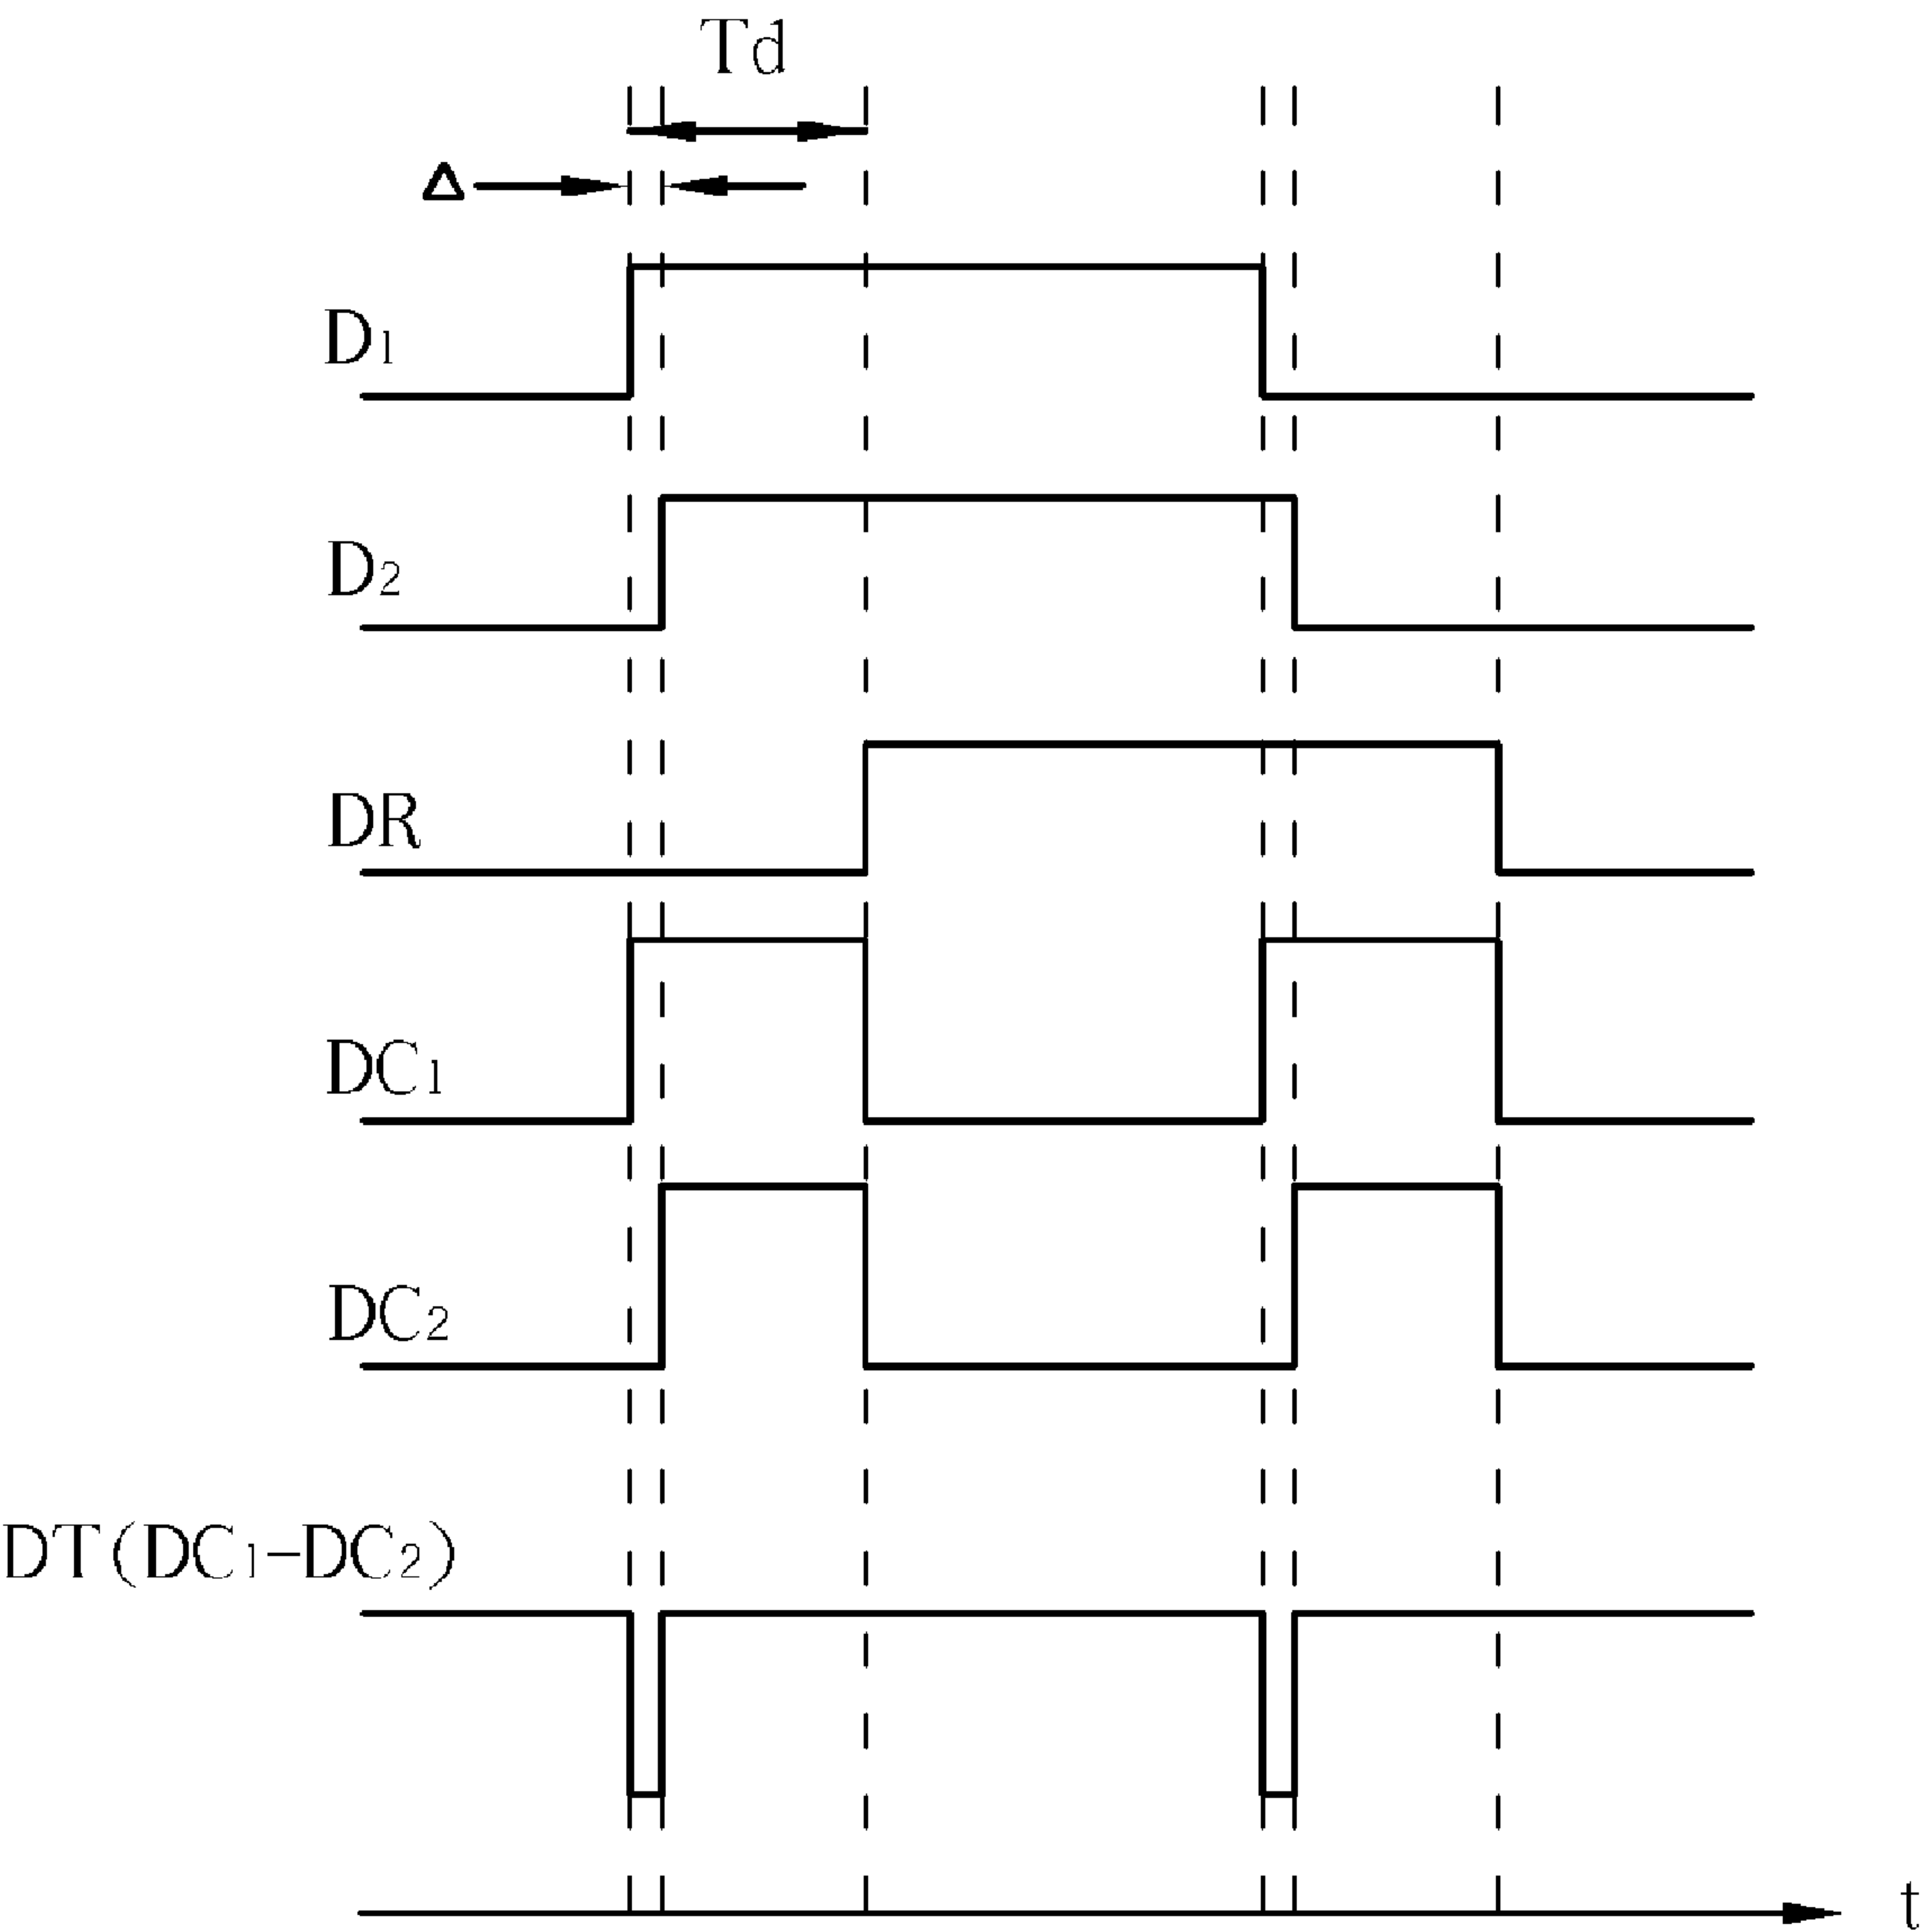 Td
Δ
D1
D2
DR
DC1
DC2
DT(DC1-DC2)
t